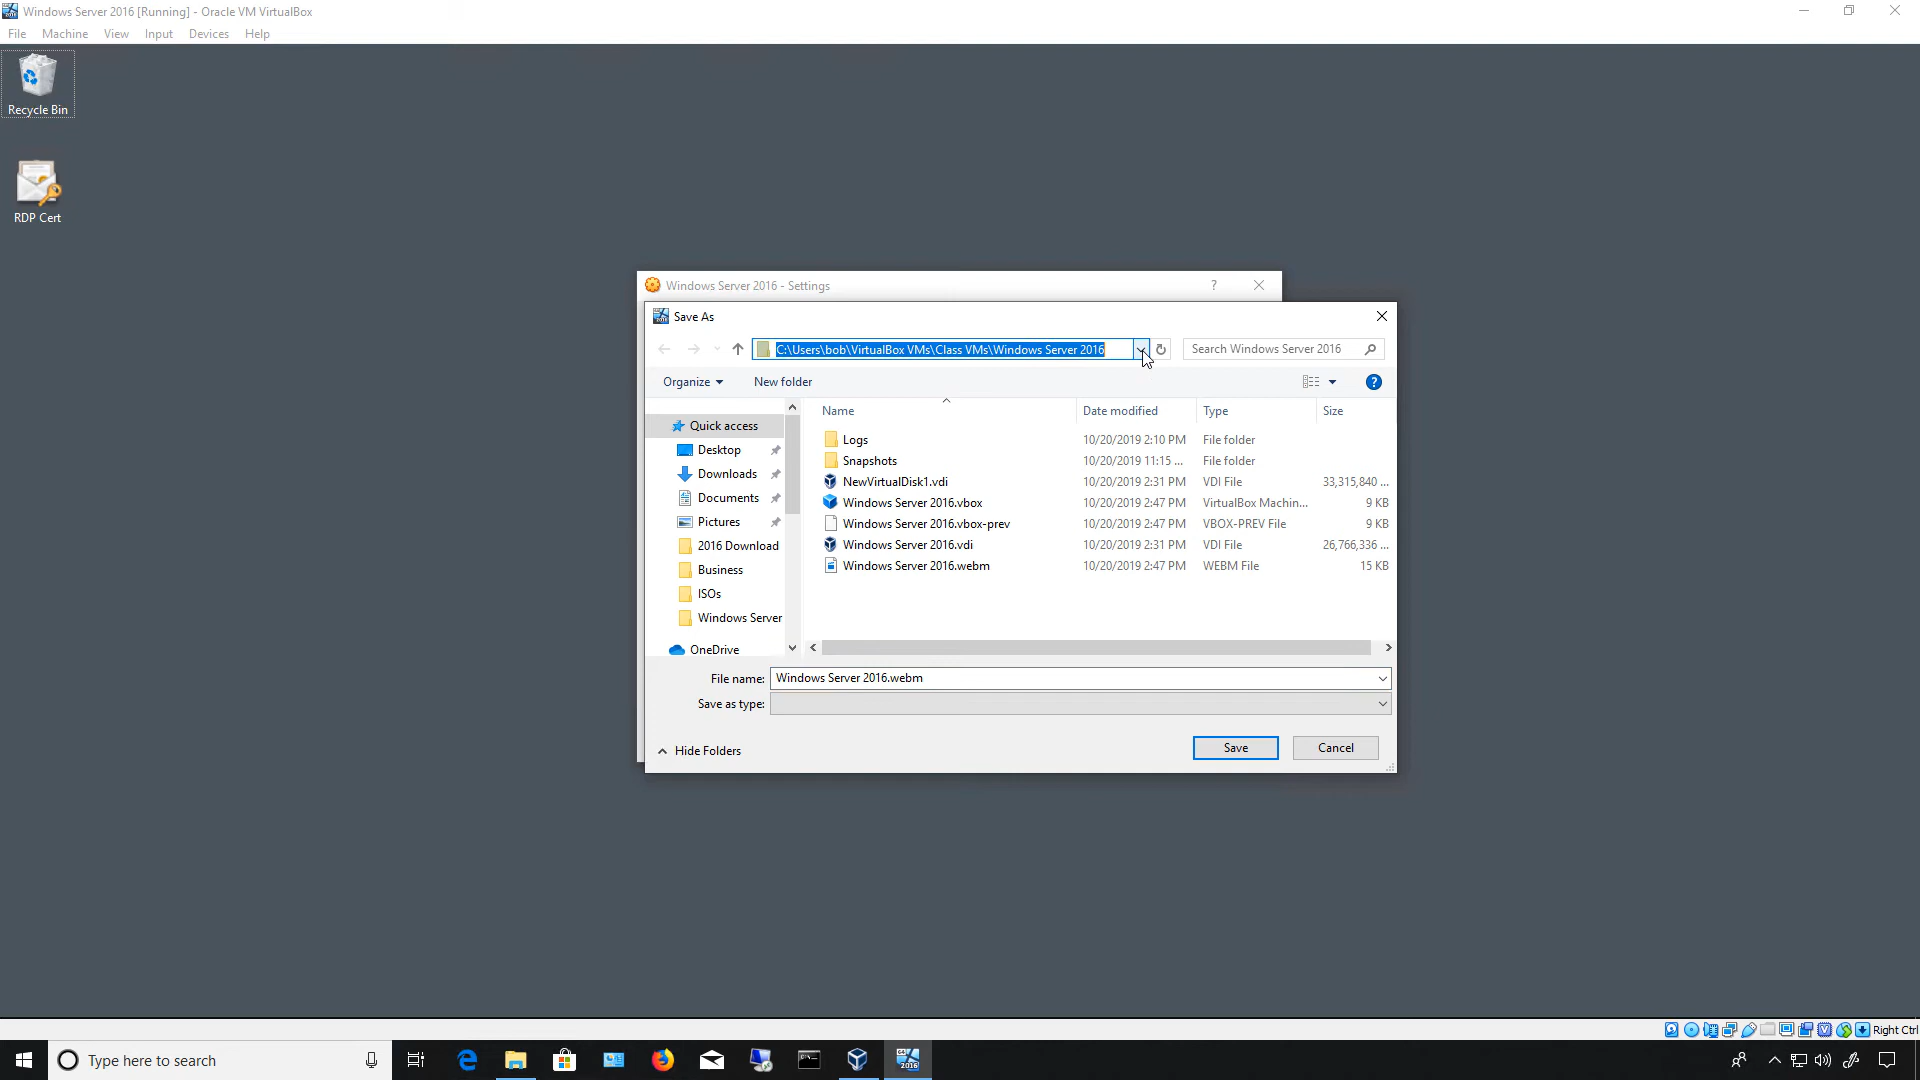 Windows Server 2016 [Running] - Oracle VM VirtualBox
File Machine View Input Devices Help
Recycle Bin
RDP Cert
Windows Server 2016 - Settings
Save As
C:\Users\bob\VirtualBox VMs\Class VMs\Windows Server 2016
Search Windows Server 2016
Organize New folder
Name Date modified Type Size
Quick access
Desktop
Downloads
Documents
Pictures
2016 Download
Business
ISOs
Windows Server
OneDrive
Logs 10/20/2019 2:10 PM File folder
Snapshots 10/20/2019 11:15 ... File folder
NewVirtualDisk1.vdi 10/20/2019 2:31 PM VDI File 33,315,840 ...
Windows Server 2016.vbox 10/20/2019 2:47 PM VirtualBox Machin... 9 KB
Windows Server 2016.vbox-prev 10/20/2019 2:47 PM VBOX-PREV File 9 KB
Windows Server 2016.vdi 10/20/2019 2:31 PM VDI File 26,766,336 ...
Windows Server 2016.webm 10/20/2019 2:47 PM WEBM File 15 KB
File name: Windows Server 2016.webm
Save as type:
Hide Folders Save Cancel
Right Ctrl
Type here to search
2016